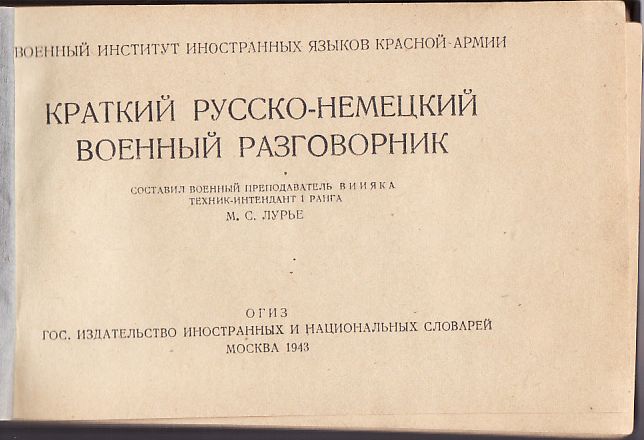 ВОЕННЫЙ ИНСТИТУТ ИНОСТРАННЫХ ЯЗЫКОВ КРАСНОЙ АРМИИ
КРАТКИЙ РУССКО-НЕМЕЦКИЙ
ВОЕННЫЙ РАЗГОВОРНИК
СОСТАВИЛ ВОЕННЫЙ ПРЕПОДАВАТЕЛЬ ВИИЯКА
ТЕХНИК-ИНТЕНДАНТ 1 РАНГА
М. С. ЛУРЬЕ
ОГИЗ
ГОС. ИЗДАТЕЛЬСТВО ИНОСТРАННЫХ И НАЦИОНАЛЬНЫХ СЛОВАРЕЙ
МОСКВА 1943